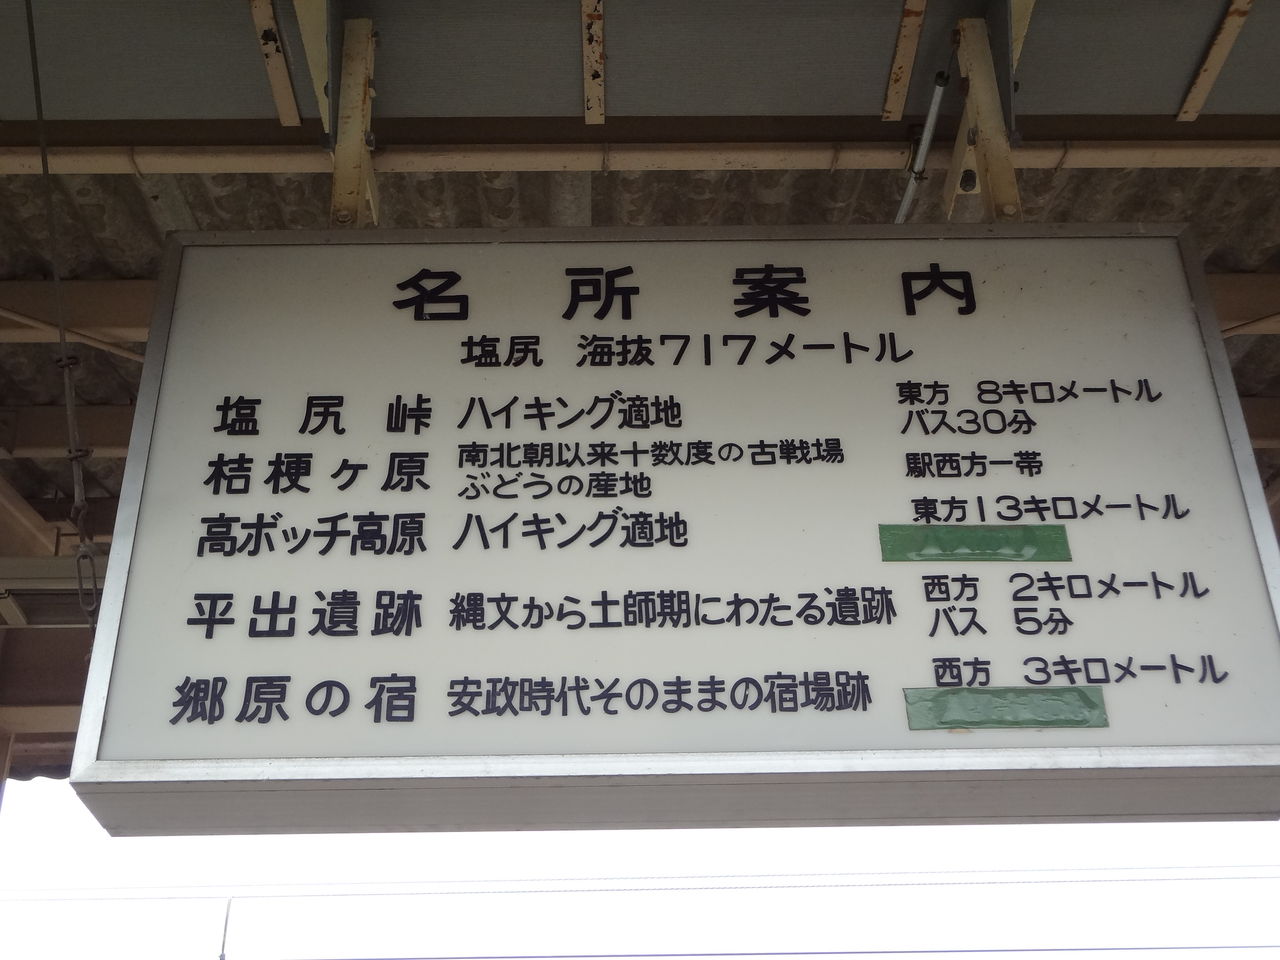 名所案内
塩尻 海抜717メートル
塩尻峠 ハイキング適地 東方 8キロメートル
バス30分
桔梗ヶ原 南北朝以来十数度の古戦場 駅西方一帯
ぶどうの産地
高ボッチ高原 ハイキング適地 東方13キロメートル
平出遺跡 縄文から土師期にわたる遺跡 西方 2キロメートル
バス 5分
郷原の宿 安政時代そのままの宿場跡 西方 3キロメートル